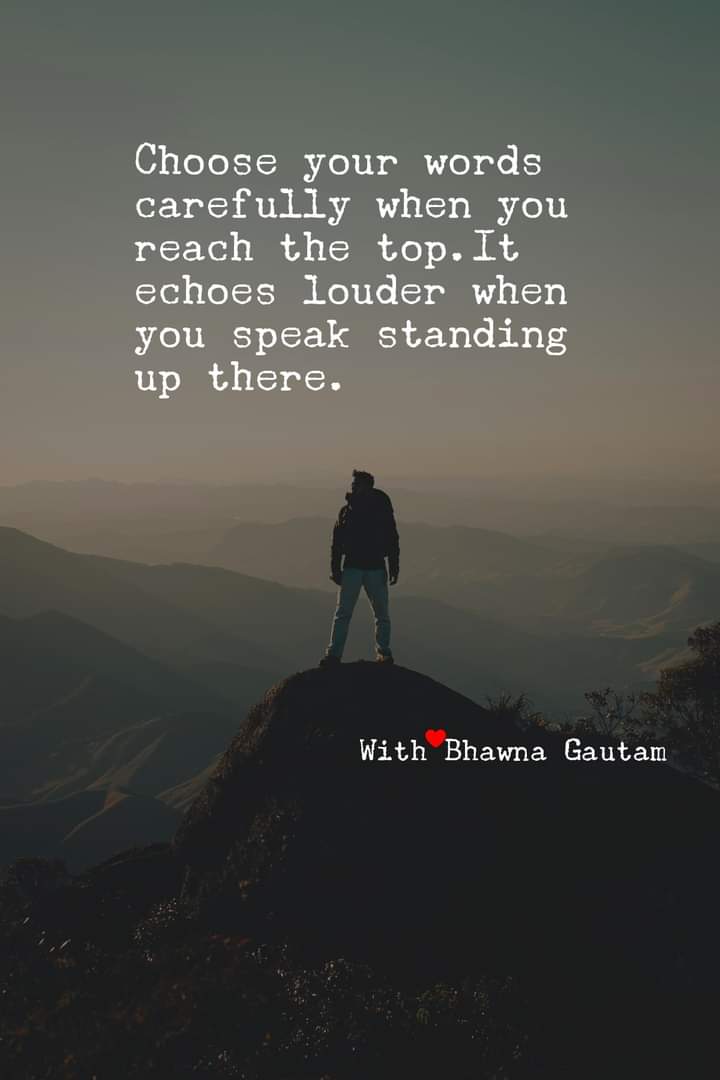 Choose your words
carefully when you
reach the top.It
echoes louder when
you speak standing
up there.
With❤Bhawna Gautam